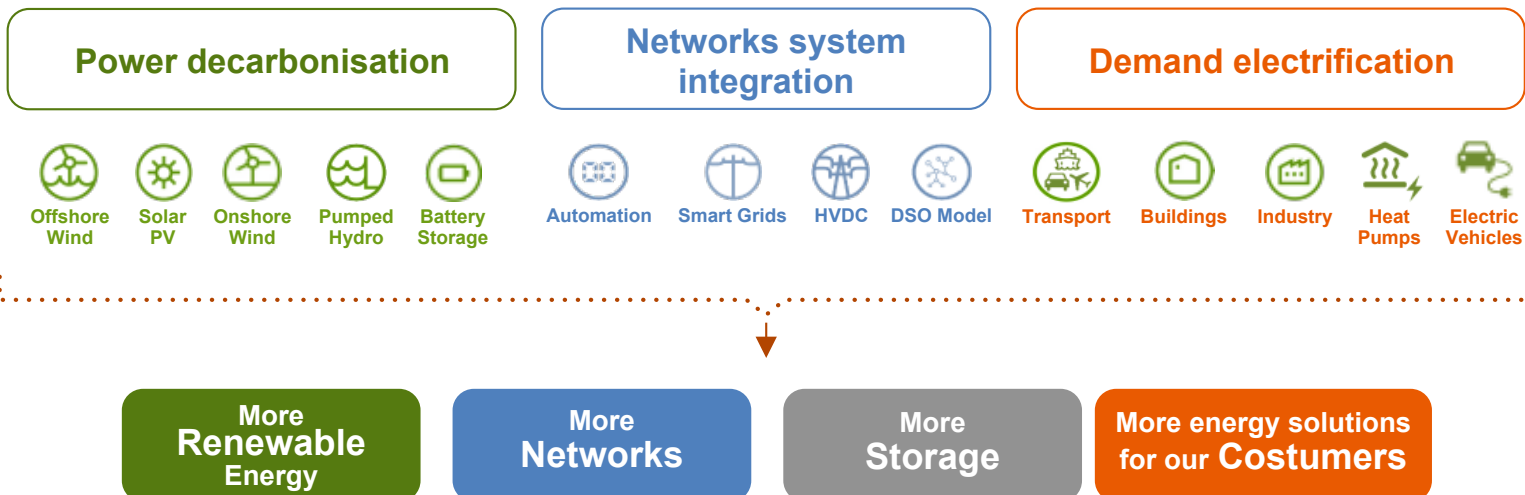 Power decarbonisation
Networks system
integration
Demand electrification
Offshore
Wind
Solar
PV
Onshore
Wind
Pumped
Hydro
Battery
Storage
Automation
Smart Grids
HVDC
DSO Model
Transport
Buildings
Industry
Heat
Pumps
Electric
Vehicles
More
Renewable
Energy
More
Networks
More
Storage
More energy solutions
for our Costumers